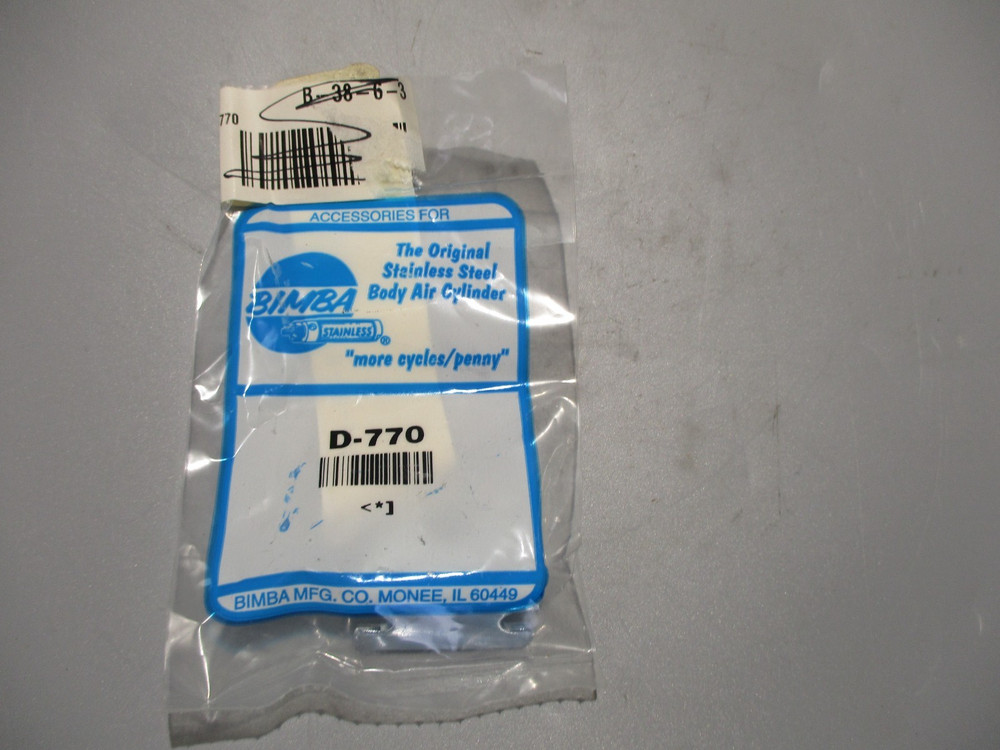 B-38-6-3
770
ACCESSORIES FOR
The Original
Stainless Steel
Body Air Cylinder
BIMBA
STAINLESS®
"more cycles/penny"
D-770
<*]
BIMBA MFG. CO. MONEE, IL 60449